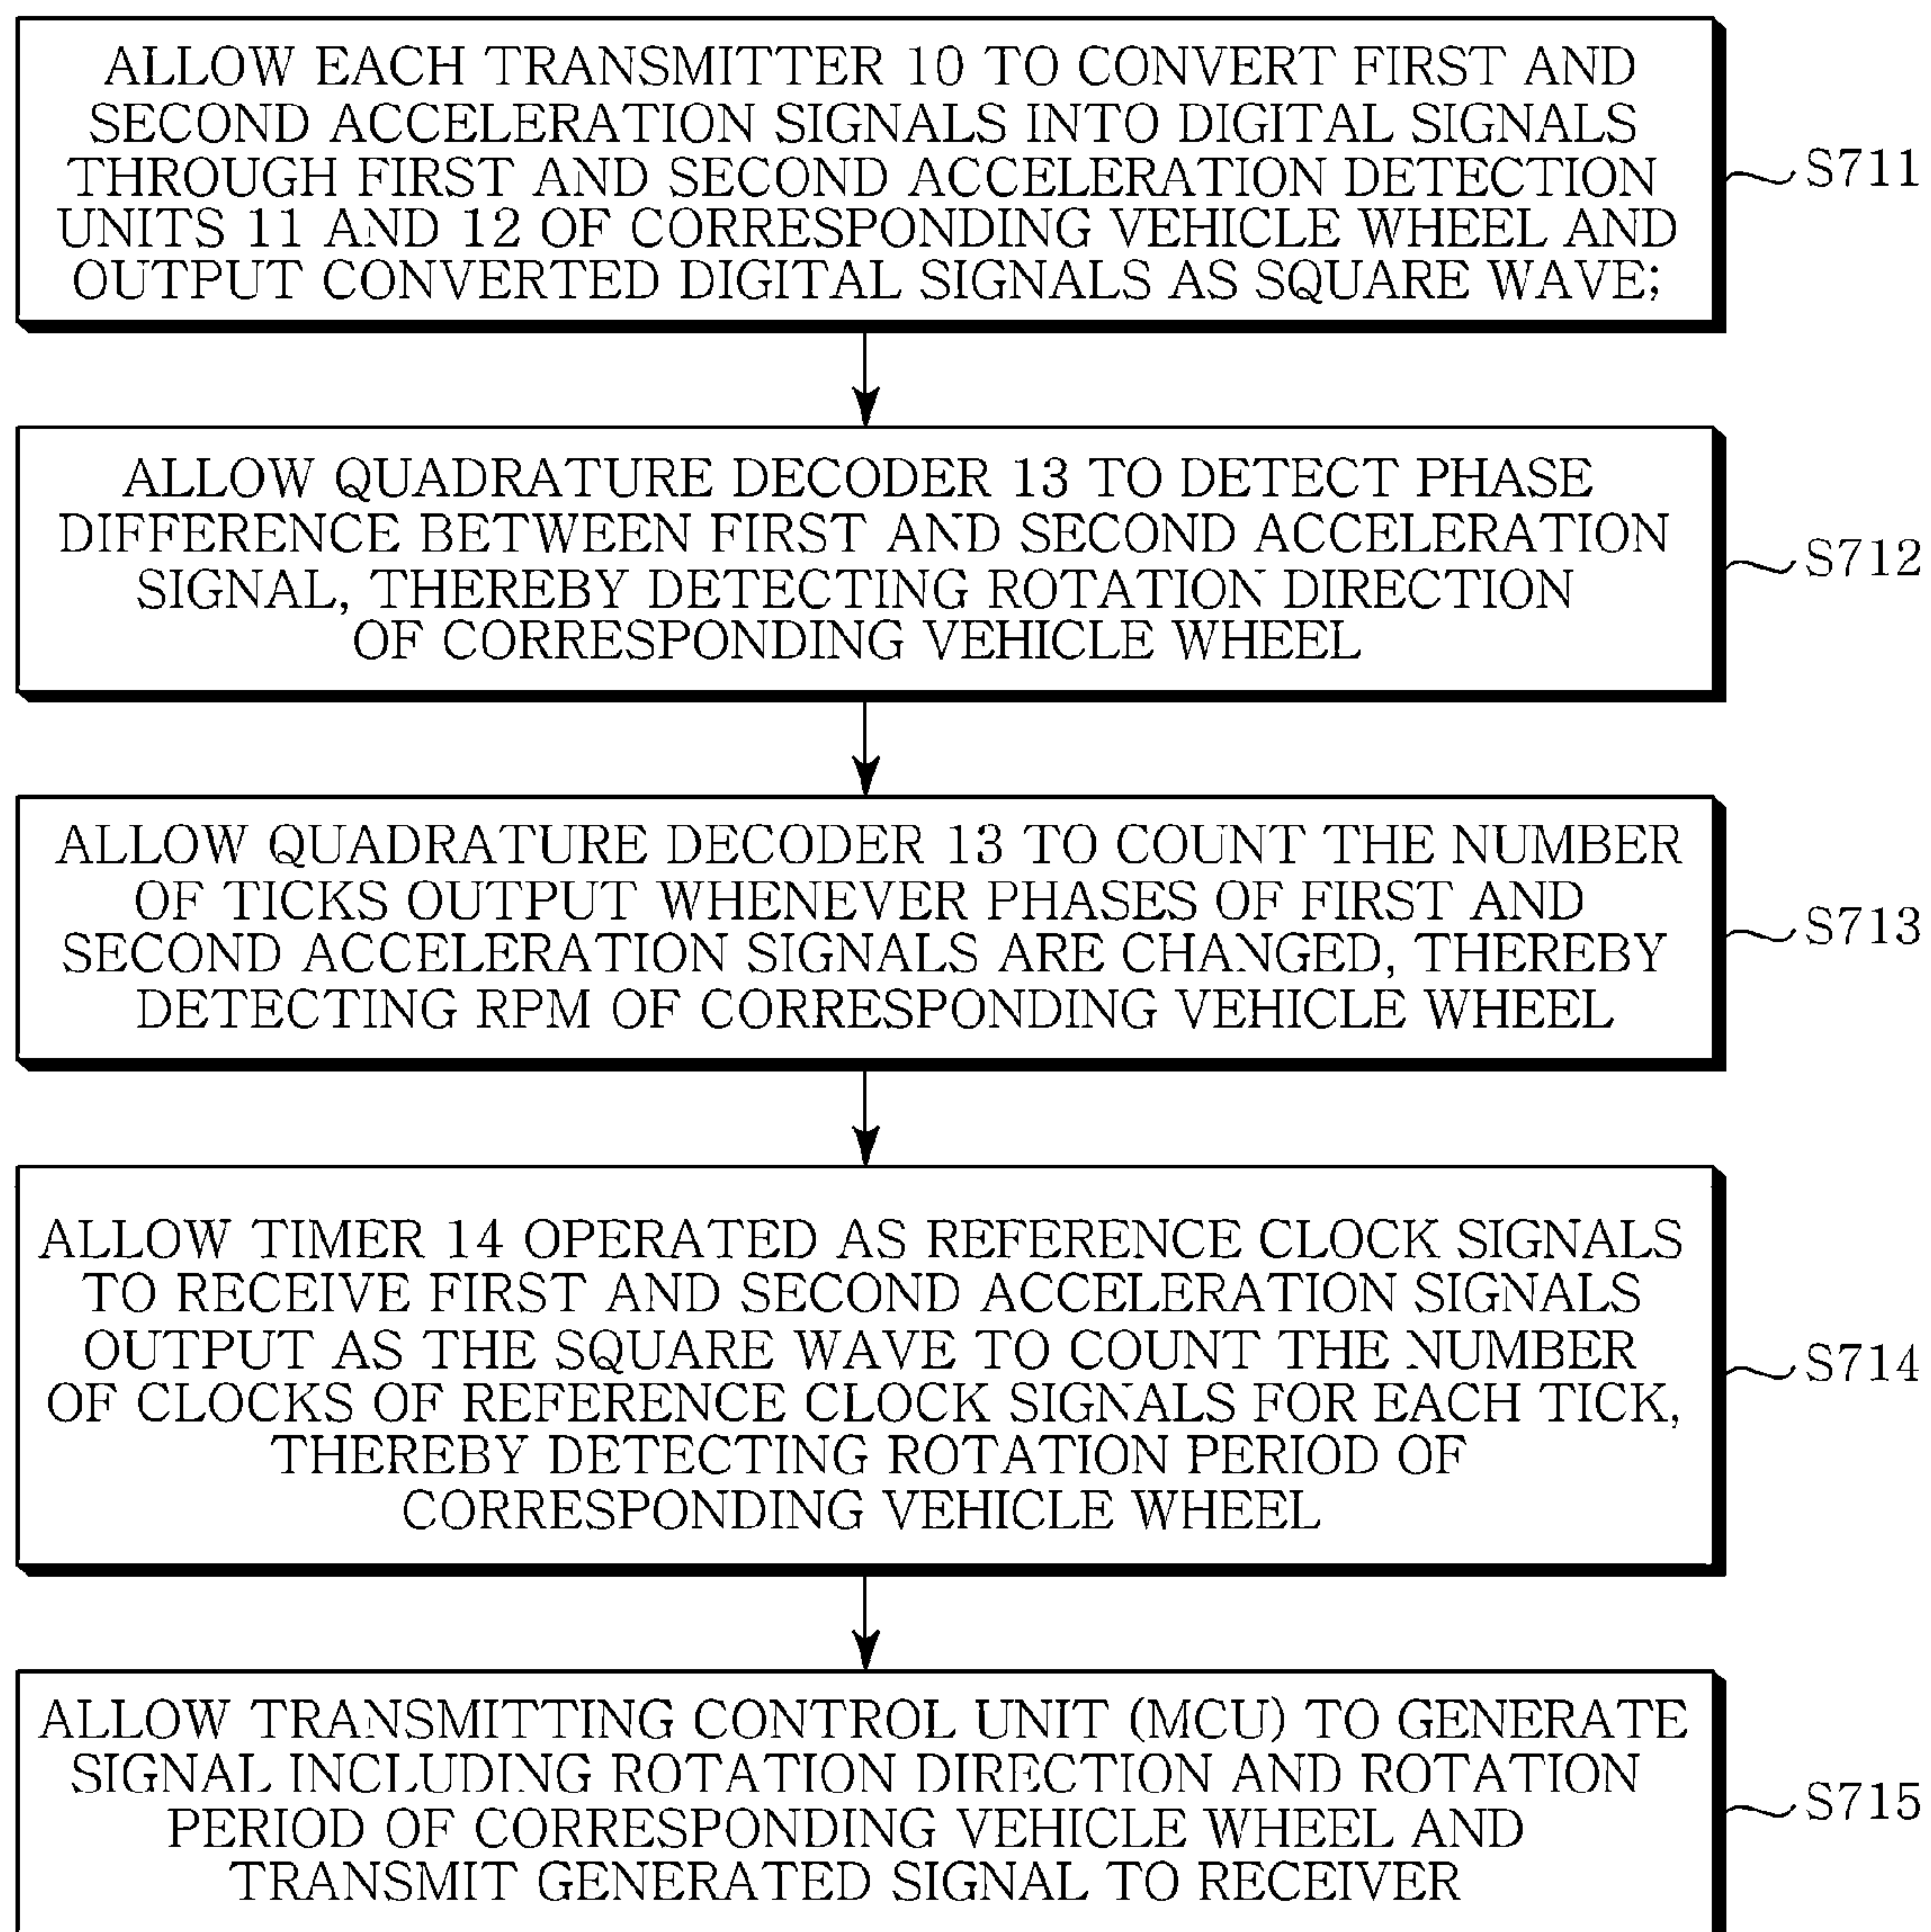 ALLOW EACH TRANSMITTER 10 TO CONVERT FIRST AND
SECOND ACCELERATION SIGNALS INTO DIGITAL SIGNALS
THROUGH FIRST AND SECOND ACCELERATION DETECTION
UNITS 11 AND 12 OF CORRESPONDING VEHICLE WHEEL AND
OUTPUT CONVERTED DIGITAL SIGNALS AS SQUARE WAVE;
S711
ALLOW QUADRATURE DECODER 13 TO DETECT PHASE
DIFFERENCE BETWEEN FIRST AND SECOND ACCELERATION
SIGNAL, THEREBY DETECTING ROTATION DIRECTION
OF CORRESPONDING VEHICLE WHEEL
S712
ALLOW QUADRATURE DECODER 13 TO COUNT THE NUMBER
OF TICKS OUTPUT WHENEVER PHASES OF FIRST AND
SECOND ACCELERATION SIGNALS ARE CHANGED, THEREBY
DETECTING RPM OF CORRESPONDING VEHICLE WHEEL
S713
ALLOW TIMER 14 OPERATED AS REFERENCE CLOCK SIGNALS
TO RECEIVE FIRST AND SECOND ACCELERATION SIGNALS
OUTPUT AS THE SQUARE WAVE TO COUNT THE NUMBER
OF CLOCKS OF REFERENCE CLOCK SIGNALS FOR EACH TICK,
THEREBY DETECTING ROTATION PERIOD OF
CORRESPONDING VEHICLE WHEEL
S714
ALLOW TRANSMITTING CONTROL UNIT (MCU) TO GENERATE
SIGNAL INCLUDING ROTATION DIRECTION AND ROTATION
PERIOD OF CORRESPONDING VEHICLE WHEEL AND
TRANSMIT GENERATED SIGNAL TO RECEIVER
S715